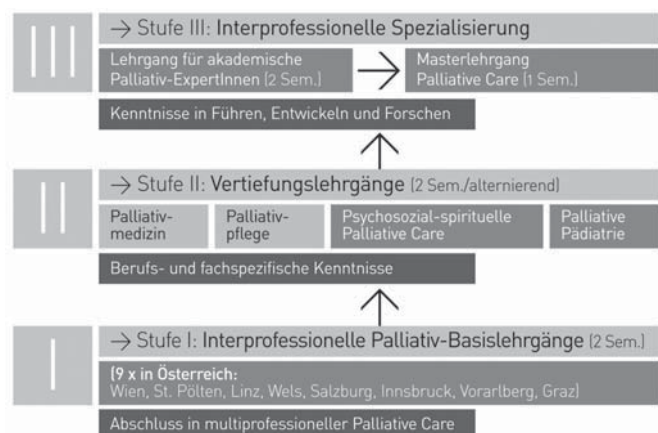 III
→ Stufe III: Interprofessionelle Spezialisierung
Lehrgang für akademische
Palliativ-ExpertInnen (2 Sem.)
→
Masterlehrgang
Palliative Care (1 Sem.)
Kenntnisse in Führen, Entwickeln und Forschen
II
→ Stufe II: Vertiefungslehrgänge (2 Sem./alternierend)
Palliativ-
medizin
Palliativ-
pflege
Psychosozial-spirituelle
Palliative Care
Palliative
Pädiatrie
Berufs- und fachspezifische Kenntnisse
I
→ Stufe I: Interprofessionelle Palliativ-Basislehrgänge (2 Sem.)
(9 x in Österreich:
Wien, St. Pölten, Linz, Wels, Salzburg, Innsbruck, Vorarlberg, Graz)
Abschluss in multiprofessioneller Palliative Care